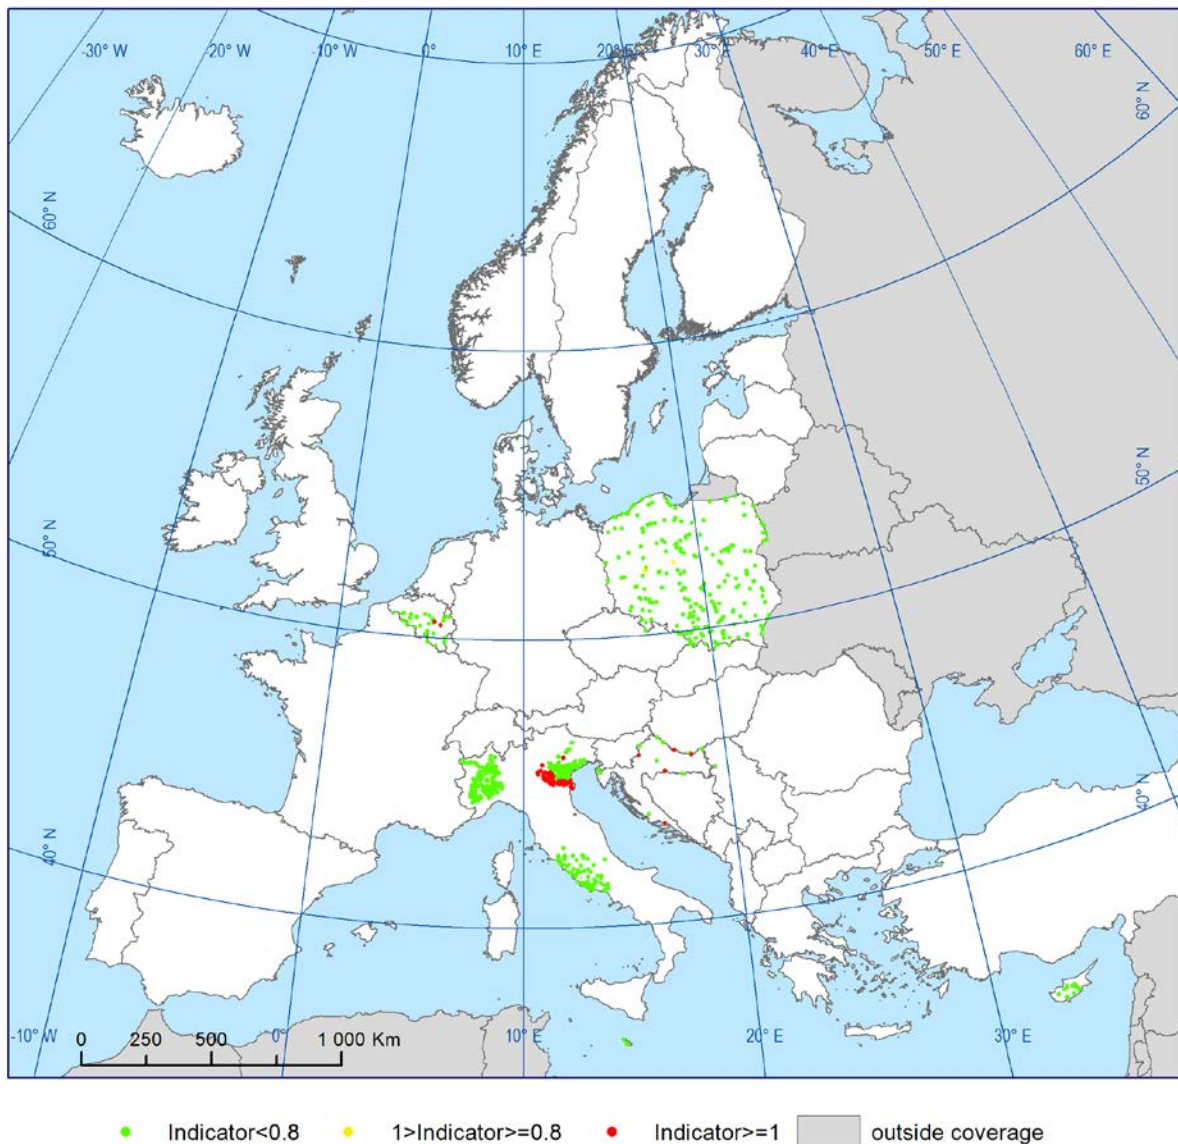 -30° W
-20° W
-10° W
0°
10° E
20° E
30° E
40° E
50° E
60° E
60° N
60° N
50° N
50° N
40° N
40° N
-10° W
0°
10° E
20° E
30° E
0 250 500 1 000 Km
Indicator<0.8 1>Indicator>=0.8 Indicator>=1 outside coverage